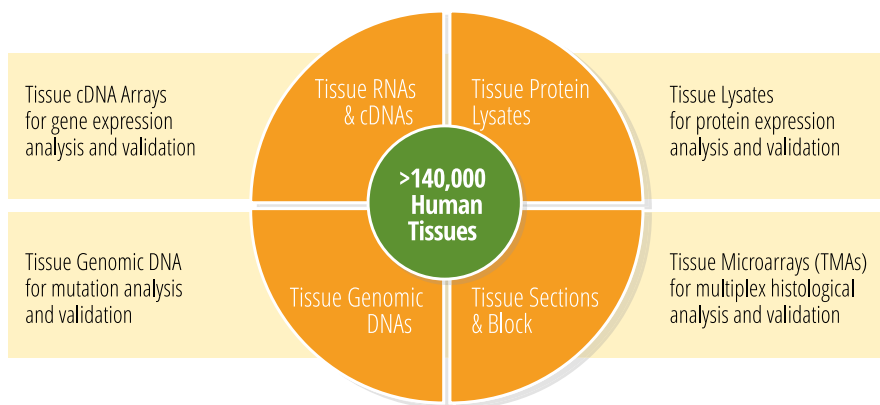 Tissue cDNA Arrays
for gene expression
analysis and validation
Tissue RNAs
& cDNAs
Tissue Protein
Lysates
Tissue Lysates
for protein expression
analysis and validation
>140,000
Human
Tissues
Tissue Genomic DNA
for mutation analysis
and validation
Tissue Genomic
DNAs
Tissue Sections
& Block
Tissue Microarrays (TMAs)
for multiplex histological
analysis and validation